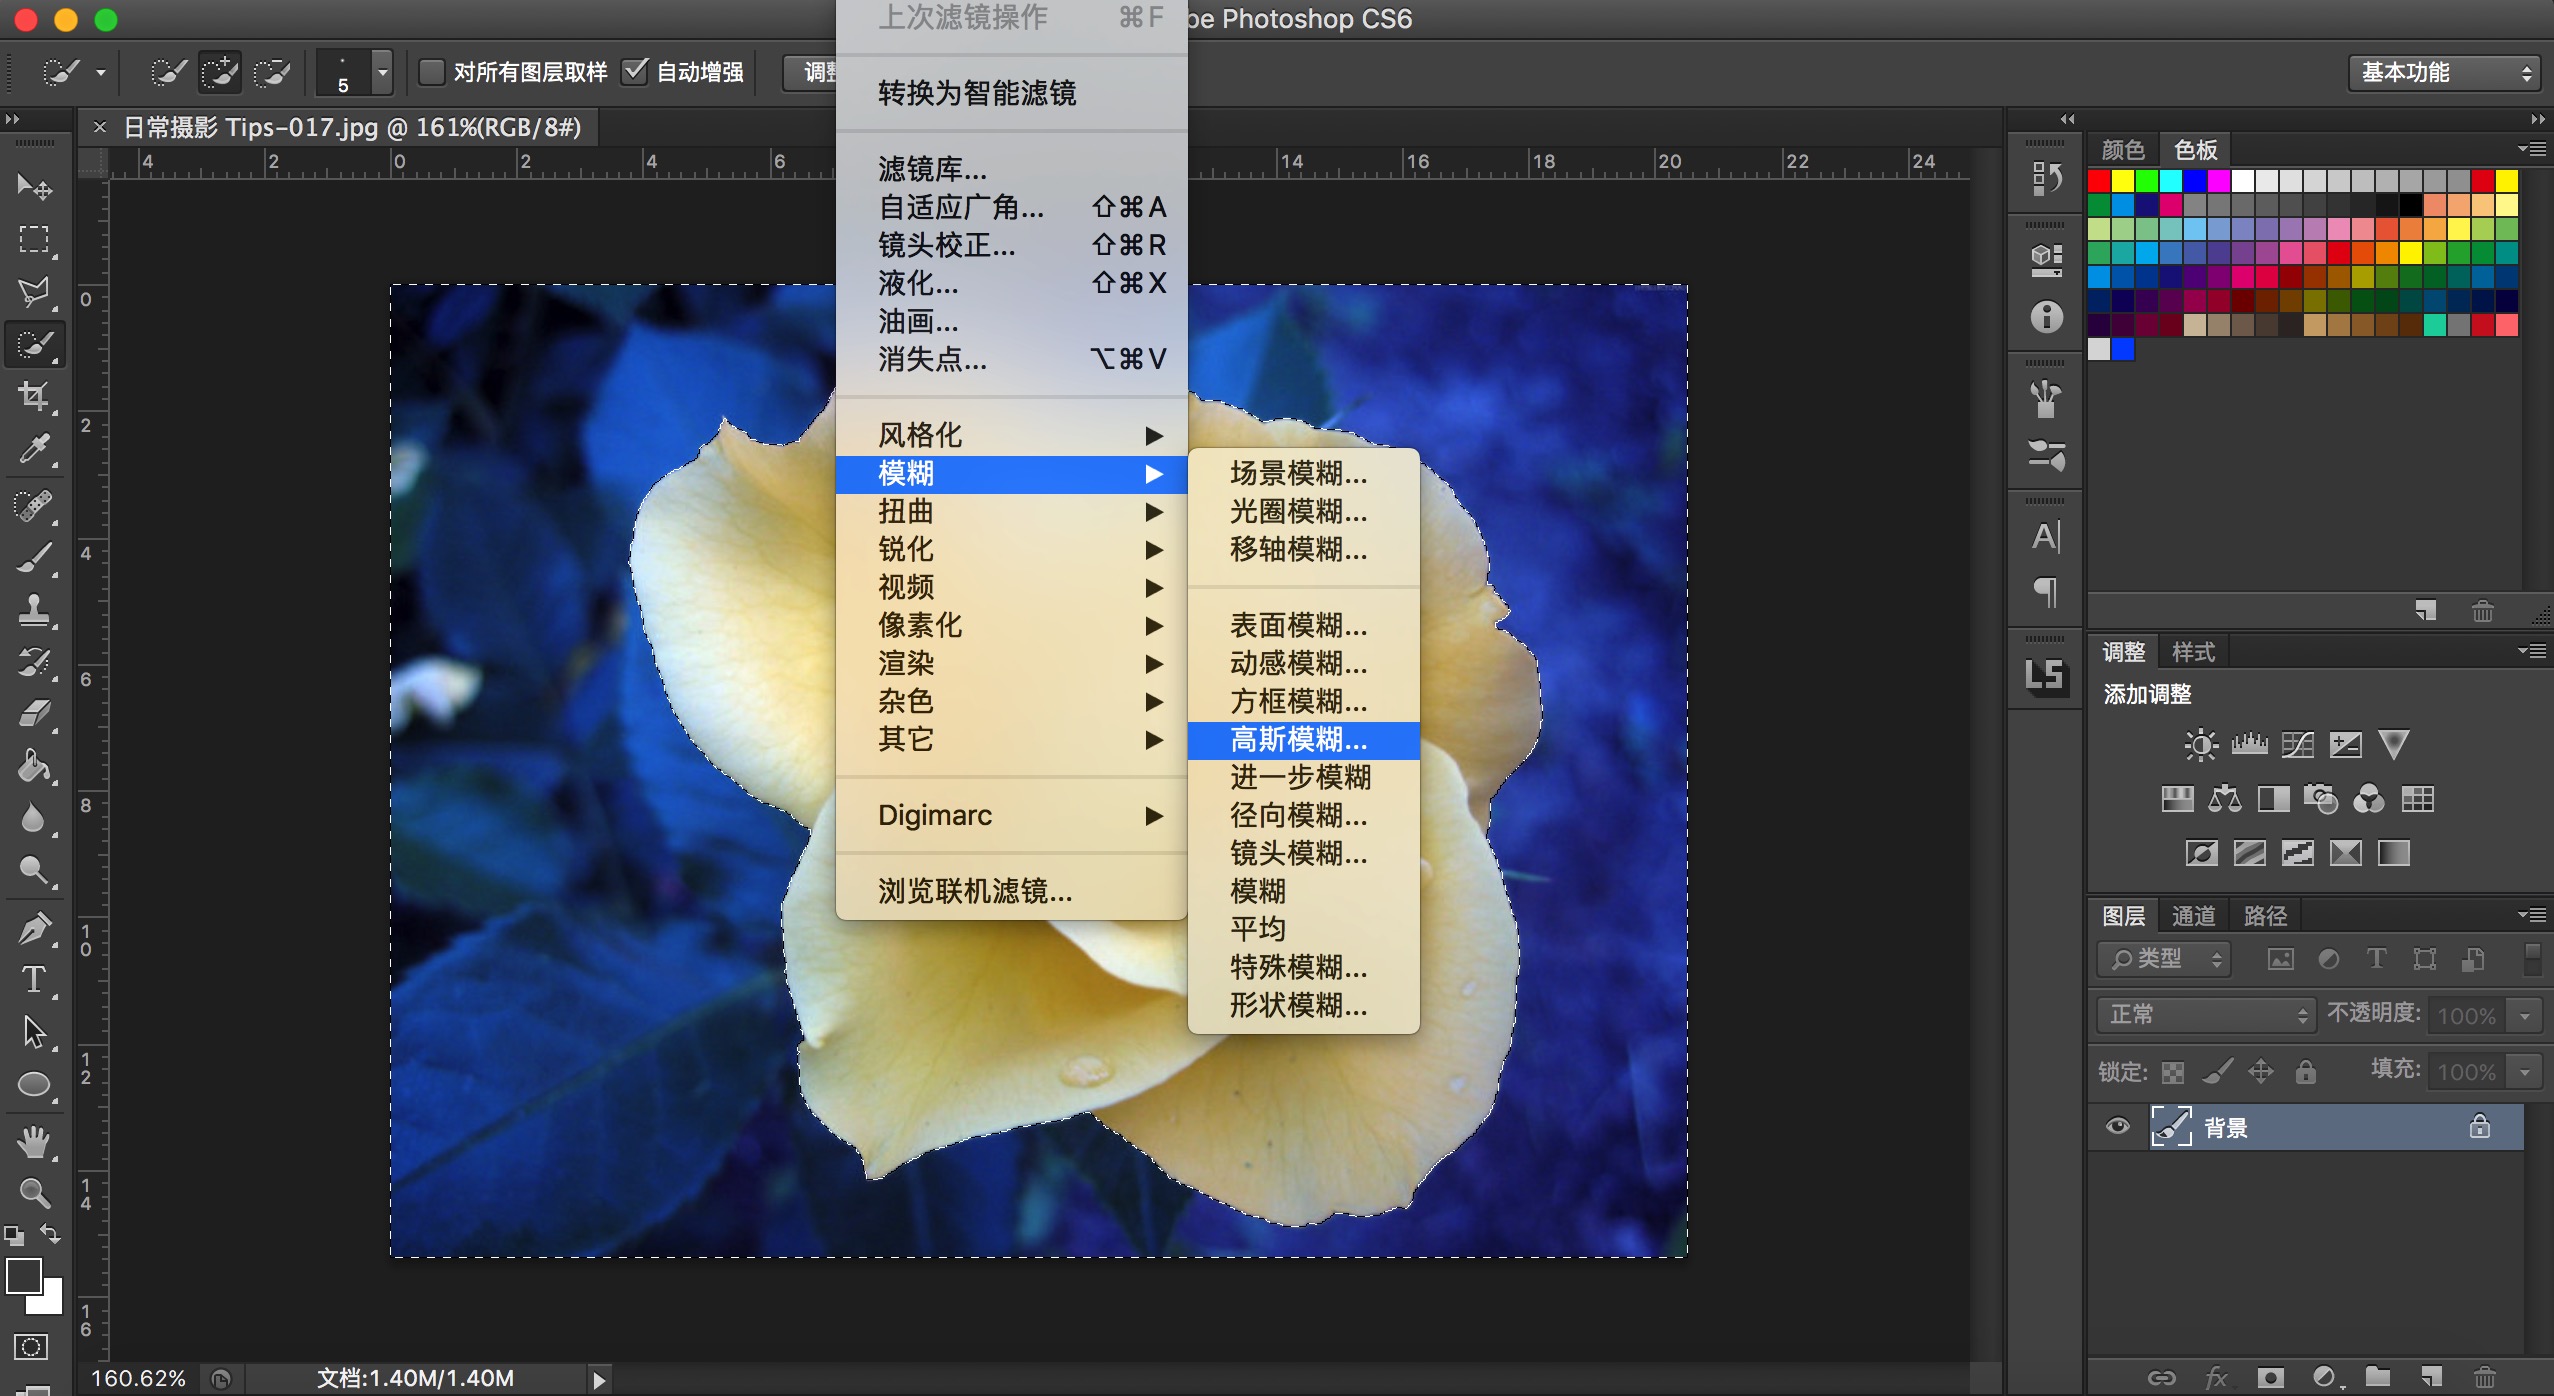 上次滤镜操作 ⌘F
be Photoshop CS6
5
对所有图层取样
自动增强
调整
基本功能
× 日常摄影 Tips-017.jpg @ 161%(RGB/8#)
4 2 0 2 4 6 14 16 18 20 22 24
0
2
4
6
8
10
12
14
16
转换为智能滤镜
滤镜库...
自适应广角... ⇧⌘A
镜头校正... ⇧⌘R
液化... ⇧⌘X
油画...
消失点... ⌥⌘V
风格化
模糊
扭曲
锐化
视频
像素化
渲染
杂色
其它
Digimarc
浏览联机滤镜...
场景模糊...
光圈模糊...
移轴模糊...
表面模糊...
动感模糊...
方框模糊...
高斯模糊...
进一步模糊
径向模糊...
镜头模糊...
模糊
平均
特殊模糊...
形状模糊...
颜色 色板
调整 样式
添加调整
图层 通道 路径
类型
正常 不透明度: 100%
锁定: 填充: 100%
背景
fx
160.62%
文档:1.40M/1.40M